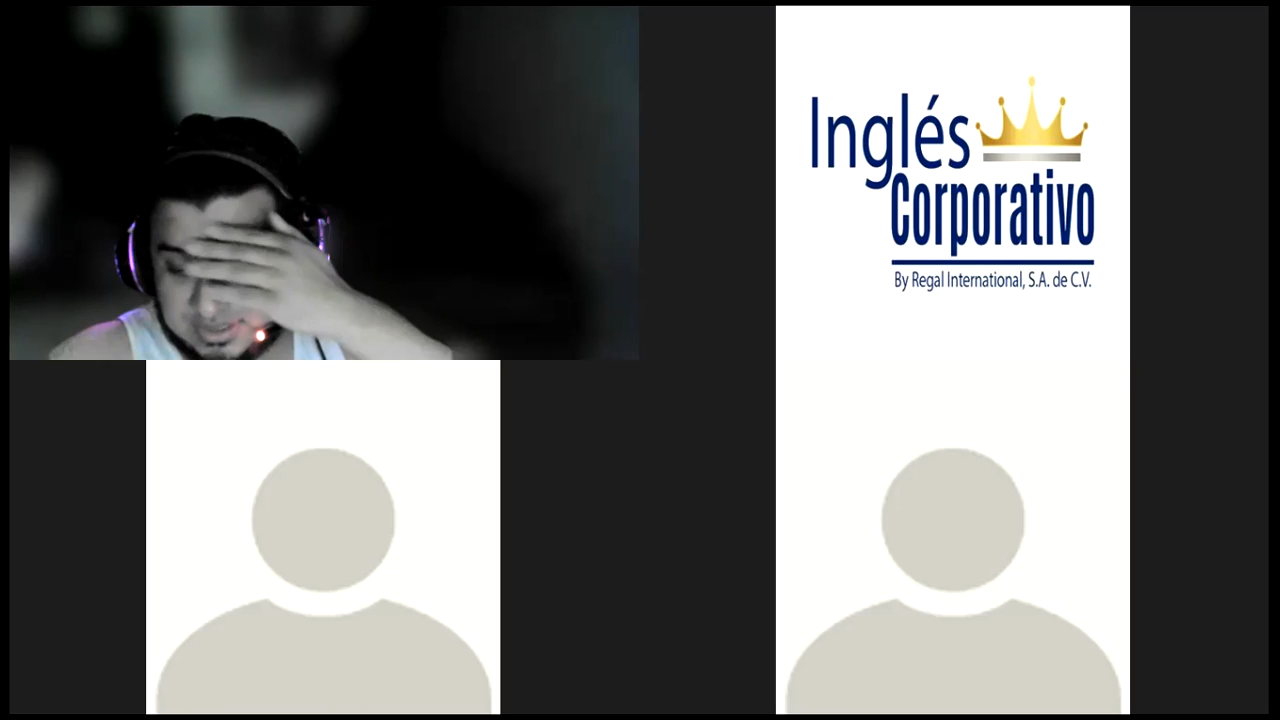 Inglés
Corporativo
By Regal International, S.A. de C.V.